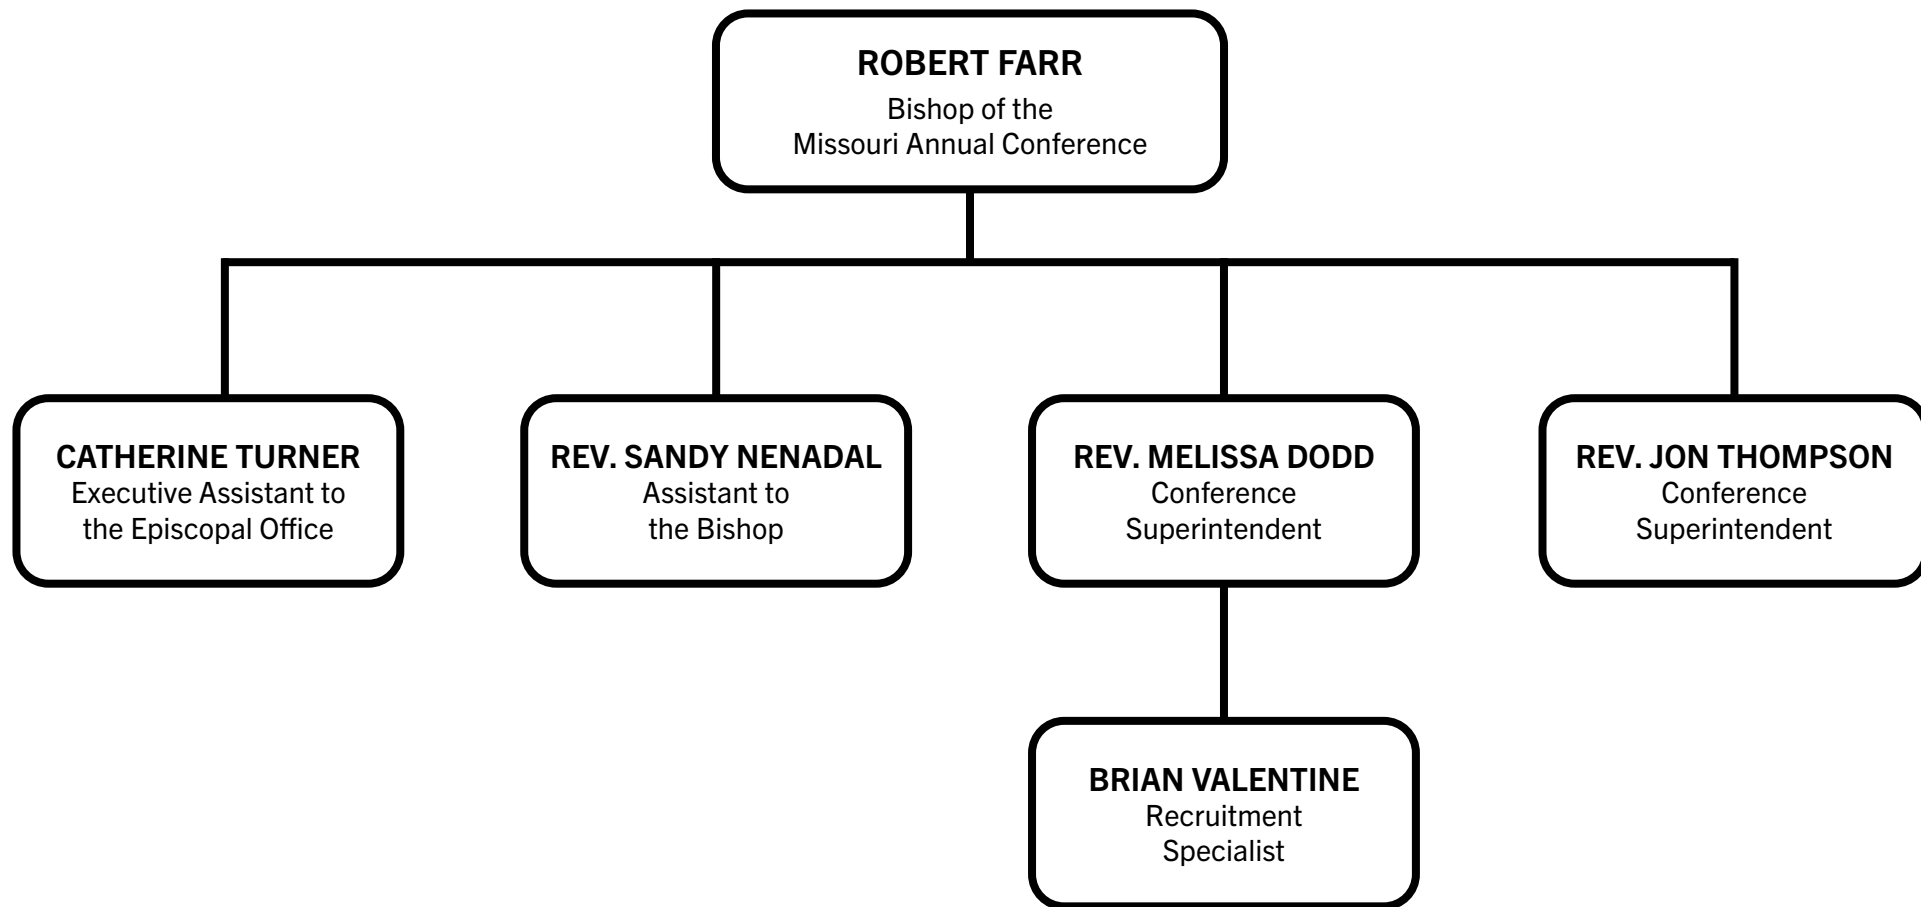 ROBERT FARR
Bishop of the
Missouri Annual Conference
CATHERINE TURNER
Executive Assistant to
the Episcopal Office
REV. SANDY NENADAL
Assistant to
the Bishop
REV. MELISSA DODD
Conference
Superintendent
REV. JON THOMPSON
Conference
Superintendent
BRIAN VALENTINE
Recruitment
Specialist